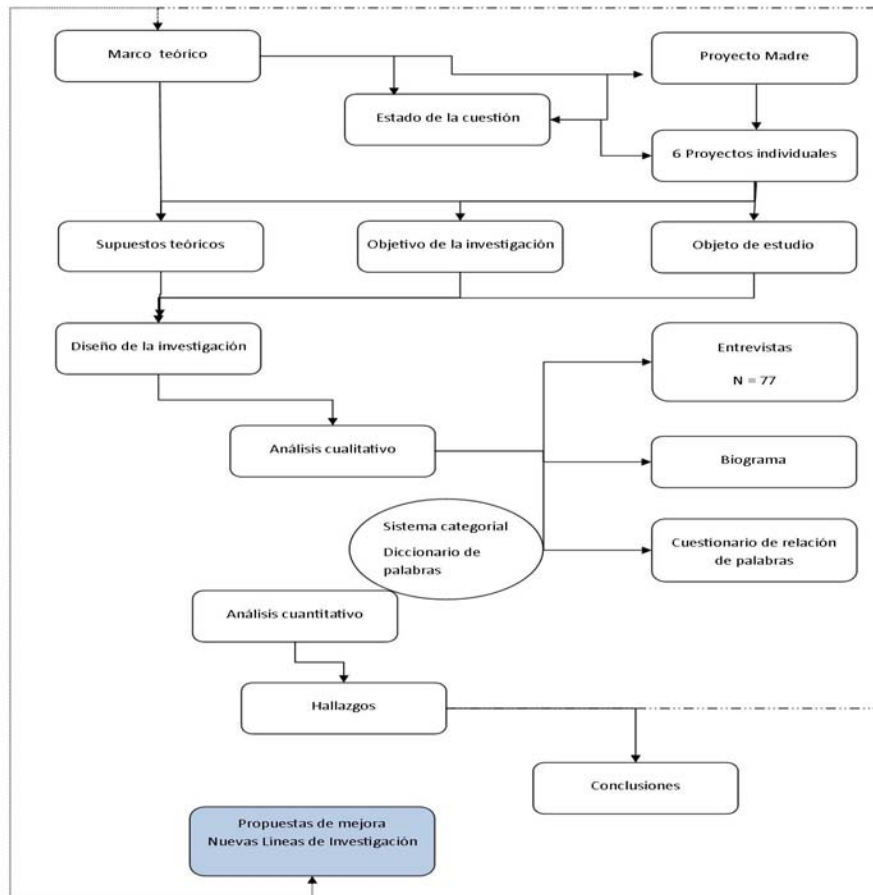 Marco teórico
Proyecto Madre
Estado de la cuestión
6 Proyectos individuales
Supuestos teóricos
Objetivo de la investigación
Objeto de estudio
Diseño de la investigación
Entrevistas
N = 77
Análisis cualitativo
Biograma
Sistema categorial
Diccionario de
palabras
Cuestionario de relación
de palabras
Análisis cuantitativo
Hallazgos
Conclusiones
Propuestas de mejora
Nuevas Lineas de Investigación